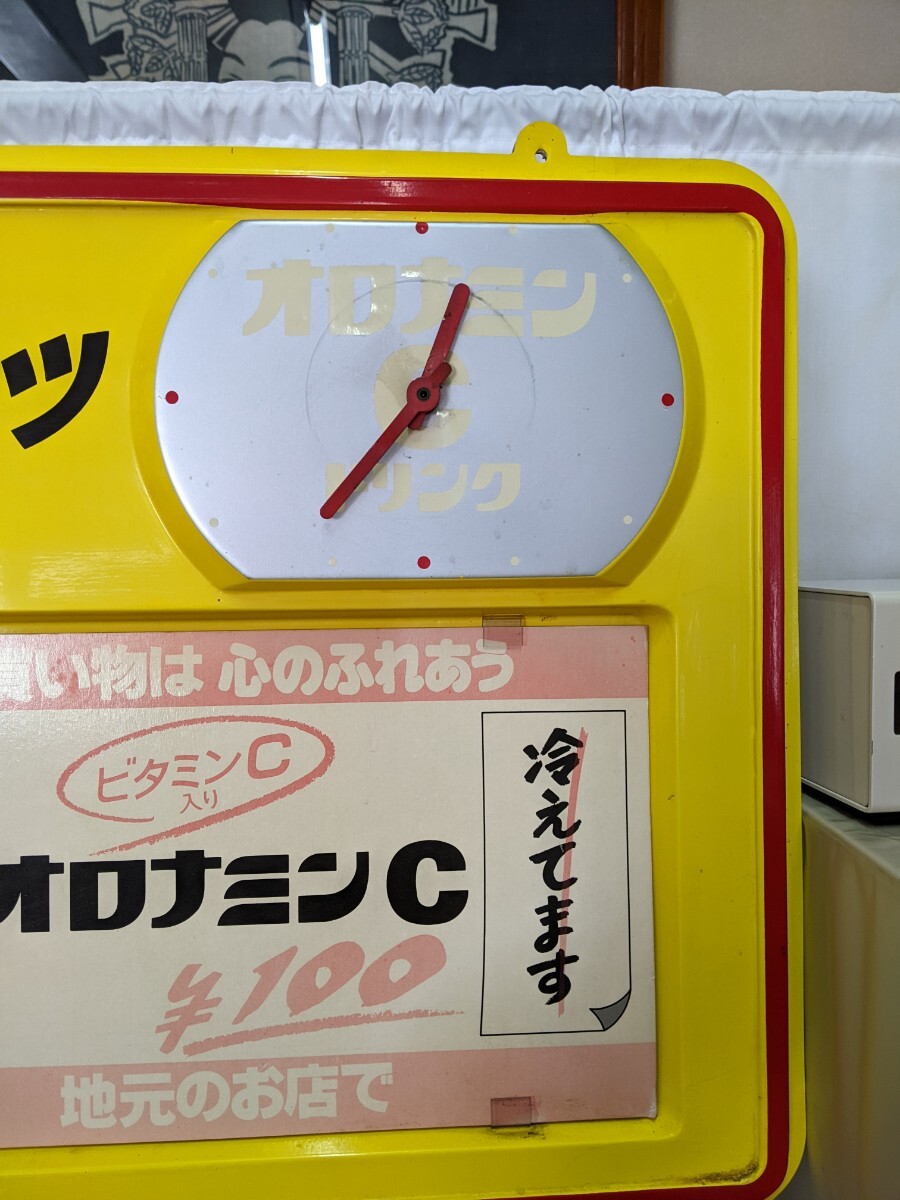 ッ
オロナミン
C
ドリンク
買い物は 心のふれあう
ビタミンC
入り
オロナミンC
¥100
冷えてます
地元のお店で